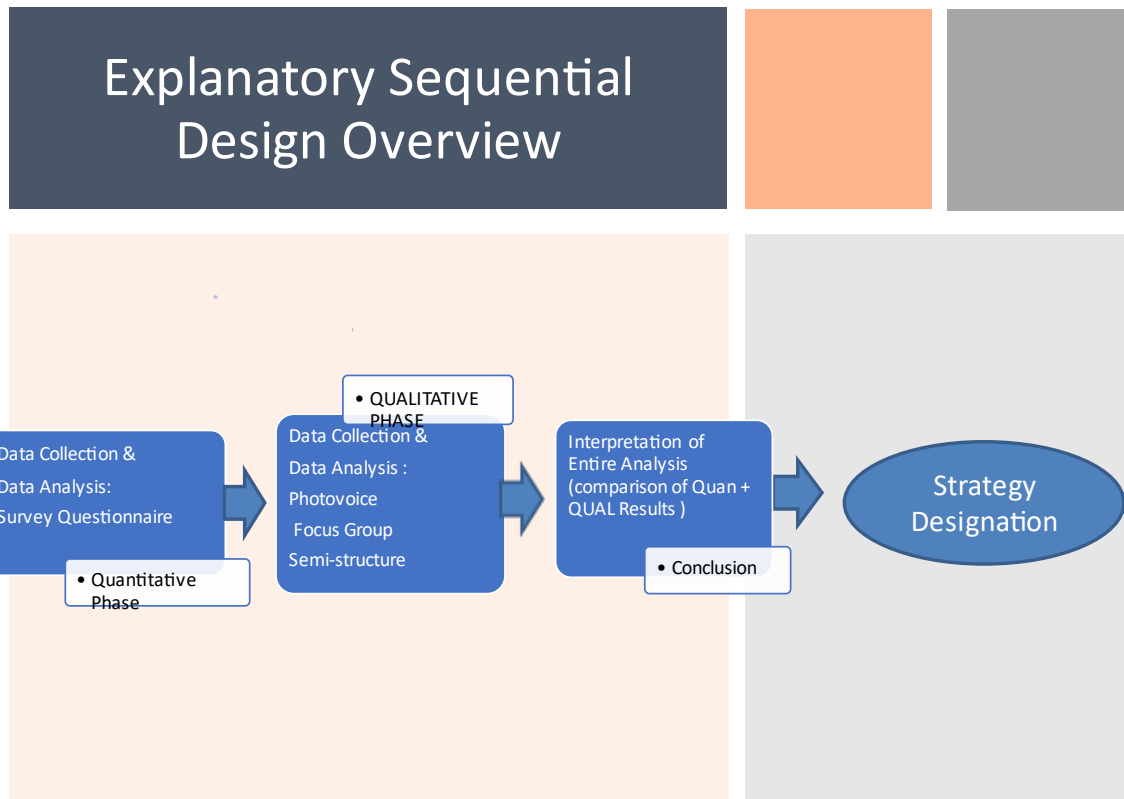 Explanatory Sequential
Design Overview
Data Collection &
Data Analysis:
Survey Questionnaire
• Quantitative
Phase
• QUALITATIVE
PHASE
Data Collection &
Data Analysis :
Photovoice
Focus Group
Semi-structure
Interpretation of
Entire Analysis
(comparison of Quan +
QUAL Results )
• Conclusion
Strategy
Designation